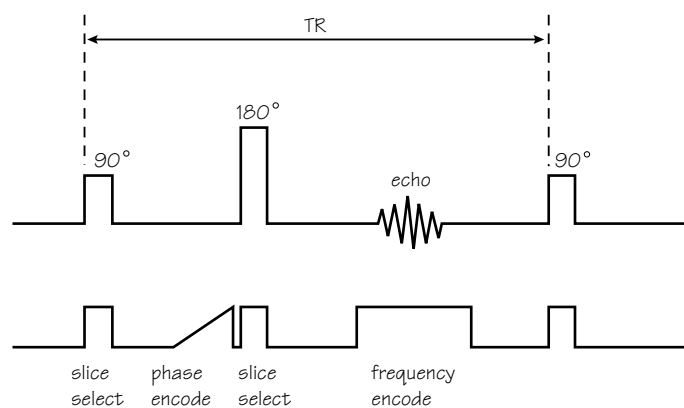 TR
180°
90°
echo
90°
slice select
phase encode
slice select
frequency encode